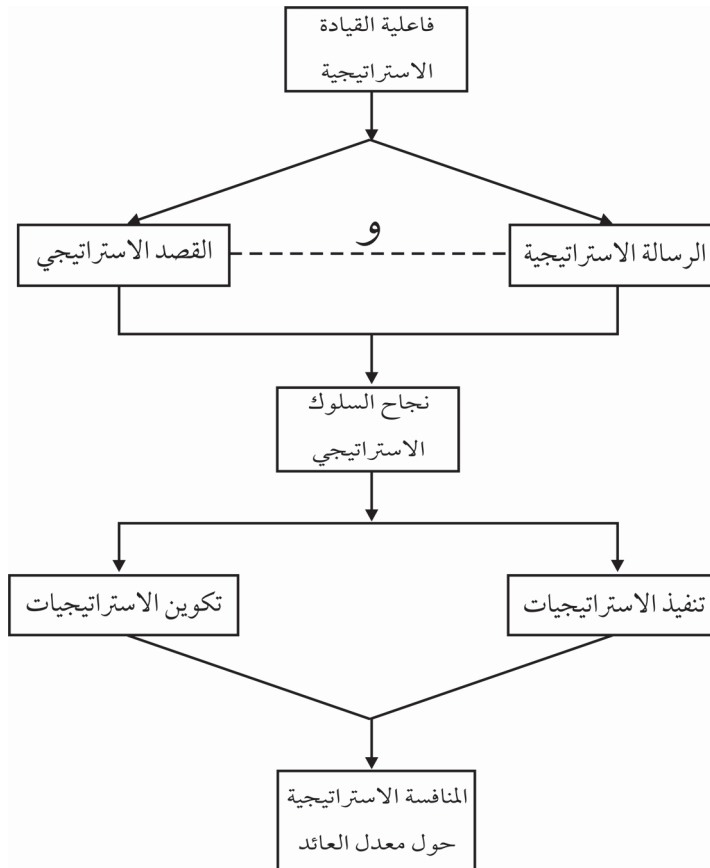 فاعلية القيادة
الاستراتيجية
الرسالة الاستراتيجية
و
القصد الاستراتيجي
نجاح السلوك
الاستراتيجي
تنفيذ الاستراتيجيات
تكوين الاستراتيجيات
المنافسة الاستراتيجية
حول معدل العائد